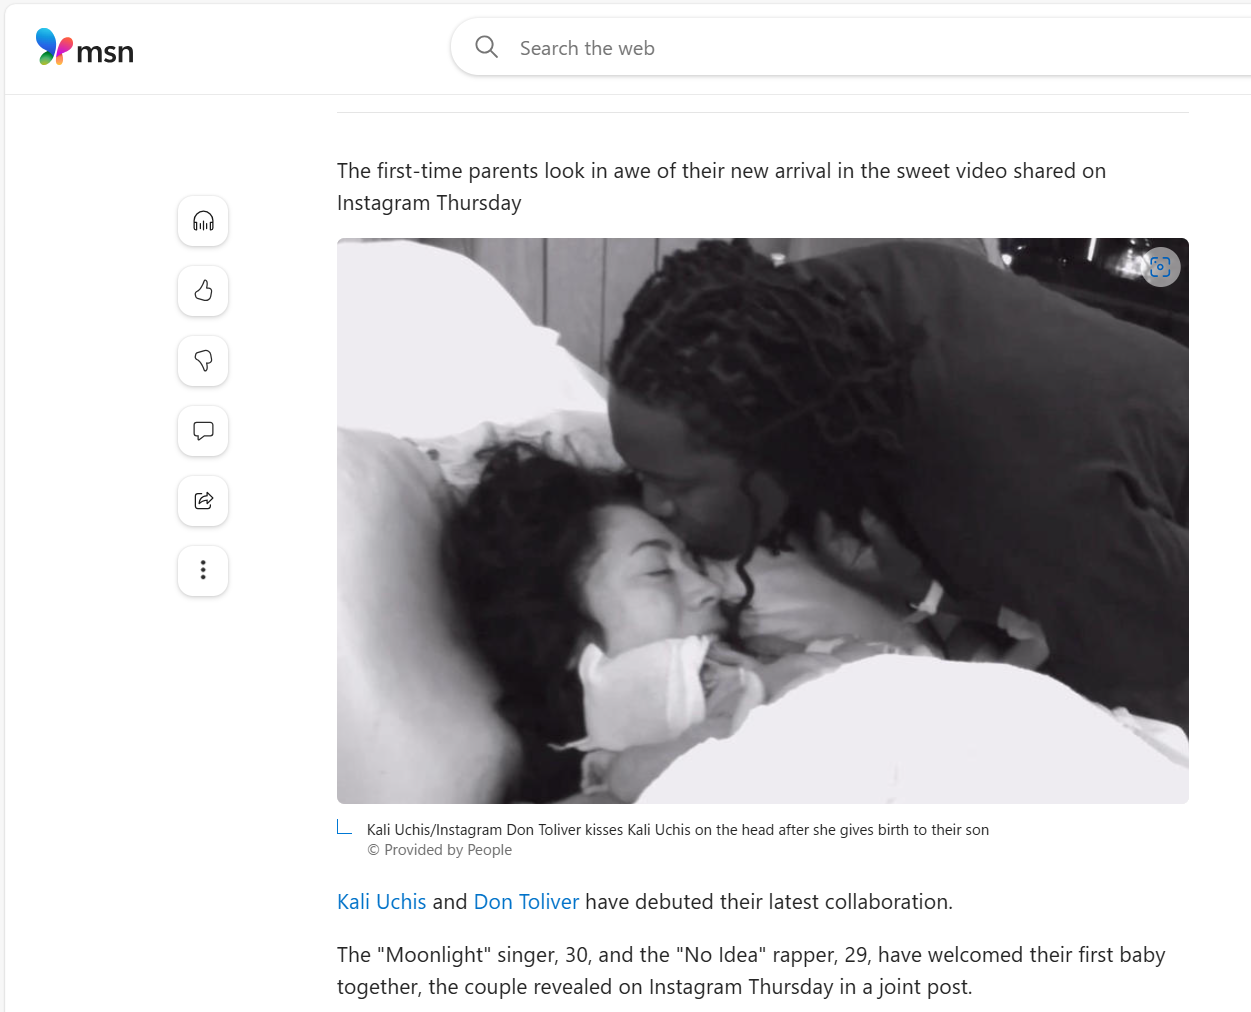 msn
Search the web
The first-time parents look in awe of their new arrival in the sweet video shared on
Instagram Thursday
Kali Uchis/Instagram Don Toliver kisses Kali Uchis on the head after she gives birth to their son
© Provided by People
Kali Uchis and Don Toliver have debuted their latest collaboration.
The "Moonlight" singer, 30, and the "No Idea" rapper, 29, have welcomed their first baby
together, the couple revealed on Instagram Thursday in a joint post.